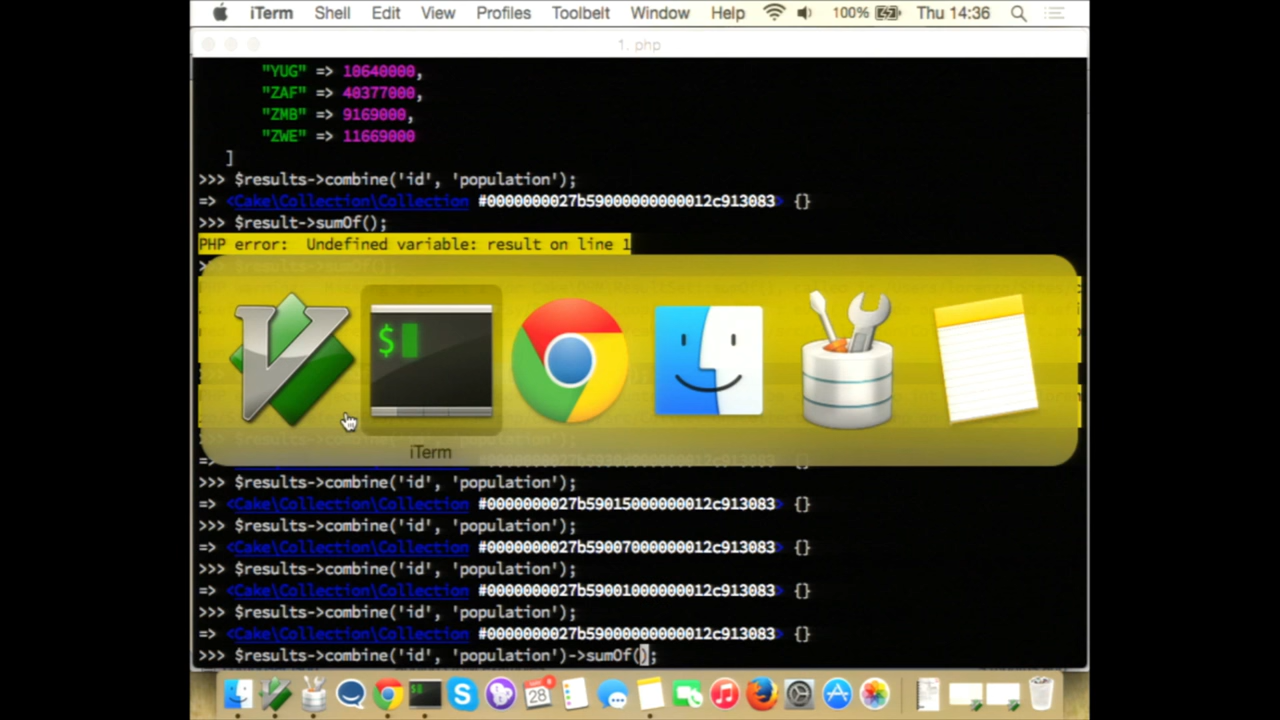 iTerm Shell Edit View Profiles Toolbelt Window Help 100% Thu 14:36
1. php
"YUG" => 10640000,
"ZAF" => 40377000,
"ZMB" => 9169000,
"ZWE" => 11669000
]
>>> $results->combine('id', 'population');
=> <Cake\Collection\Collection #0000000027b59000000000012c913083> {}
>>> $result->sumOf();
PHP error:  Undefined variable: result on line 1
$
iTerm
>>> $results->combine('id', 'population');
=> <Cake\Collection\Collection #0000000027b59015000000012c913083> {}
>>> $results->combine('id', 'population');
=> <Cake\Collection\Collection #0000000027b59007000000012c913083> {}
>>> $results->combine('id', 'population');
=> <Cake\Collection\Collection #0000000027b59001000000012c913083> {}
>>> $results->combine('id', 'population');
=> <Cake\Collection\Collection #0000000027b59000000000012c913083> {}
>>> $results->combine('id', 'population')->sumOf();
28